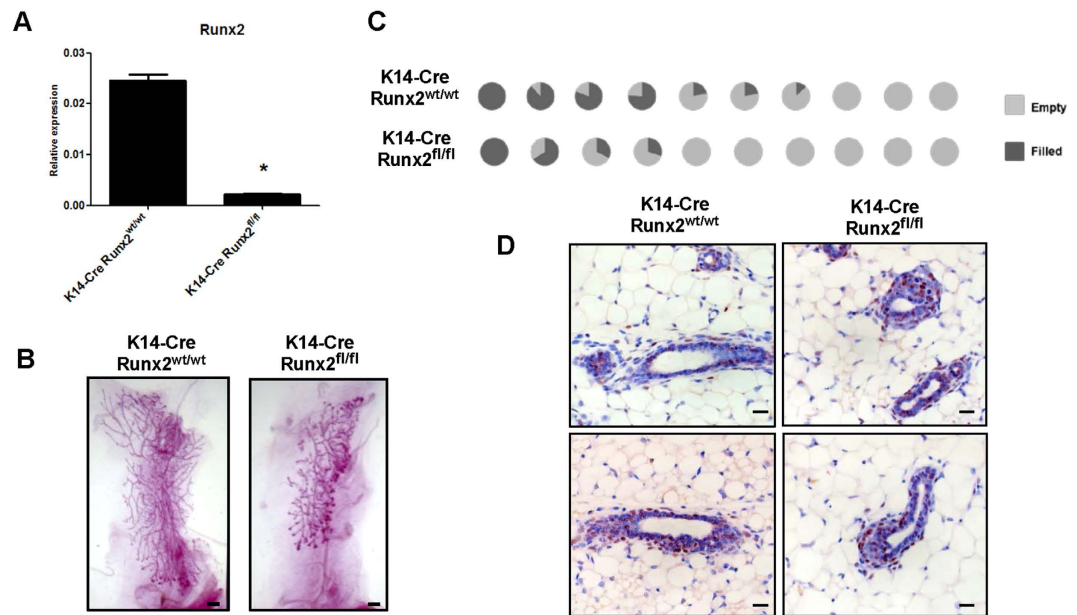 A
Runx2
0.03
0.02
0.01
0.00
Relative expression
*
K14-Cre Runx2wt/wt
K14-Cre Runx2fl/fl
B
K14-Cre
Runx2wt/wt
K14-Cre
Runx2fl/fl
C
K14-Cre
Runx2wt/wt
K14-Cre
Runx2fl/fl
Empty
Filled
D
K14-Cre
Runx2wt/wt
K14-Cre
Runx2fl/fl